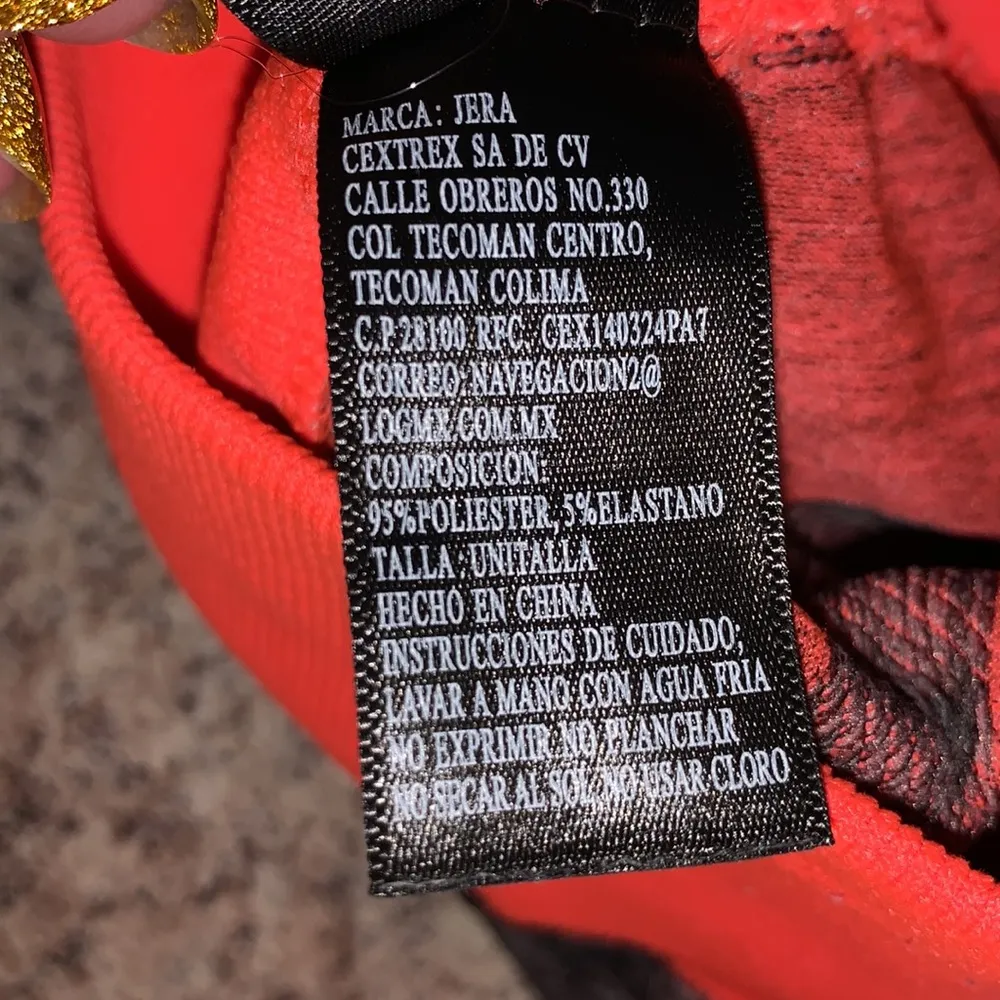 MARCA: JERA
CEXTREX SA DE CV
CALLE OBREROS NO.330
COL TECOMAN CENTRO,
TECOMAN COLIMA
C.P.28100 RFC. CEX140324PA7
CORREO: NAVEGACION2@
LOGMX.COM.MX
COMPOSICION:
95%POLIESTER, 5%ELASTANO
TALLA: UNITALLA
HECHO EN CHINA
INSTRUCCIONES DE CUIDADO;
LAVAR A MANO CON AGUA FRIA
NO EXPRIMIR NO PLANCHAR
NO SECAR AL SOL NO USAR CLORO